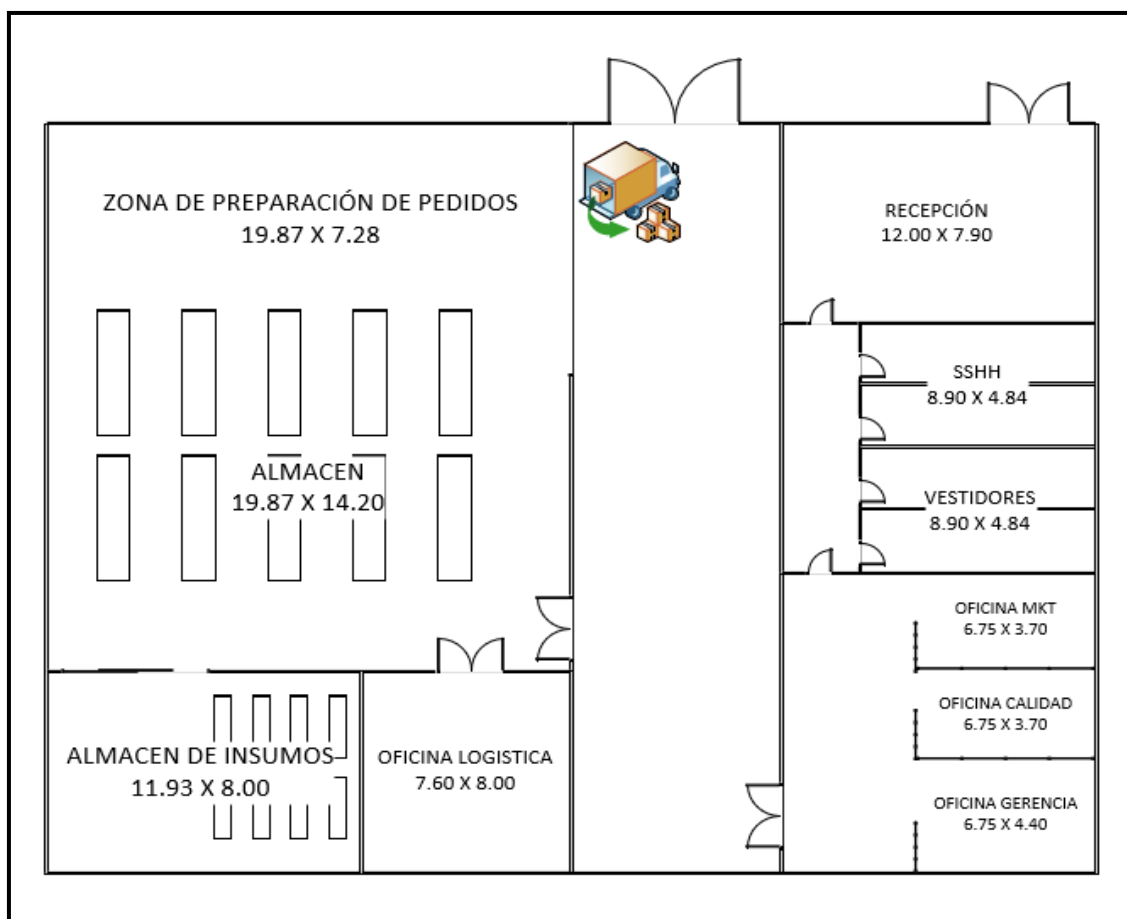 ZONA DE PREPARACIÓN DE PEDIDOS
19.87 X 7.28
RECEPCIÓN
12.00 X 7.90
SSHH
8.90 X 4.84
ALMACEN
19.87 X 14.20
VESTIDORES
8.90 X 4.84
OFICINA MKT
6.75 X 3.70
OFICINA CALIDAD
6.75 X 3.70
ALMACEN DE INSUMOS
11.93 X 8.00
OFICINA LOGISTICA
7.60 X 8.00
OFICINA GERENCIA
6.75 X 4.40